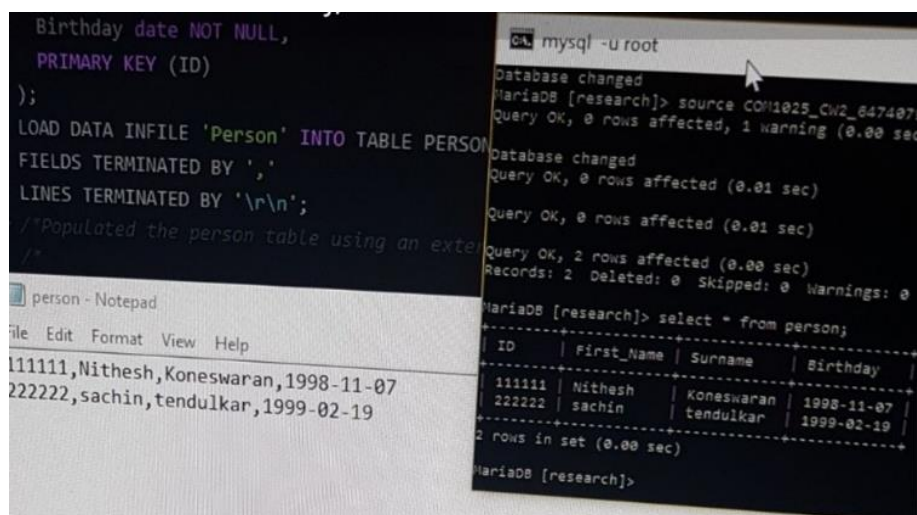 Birthday date NOT NULL,
PRIMARY KEY (ID)
);
LOAD DATA INFILE 'Person' INTO TABLE PERSON
FIELDS TERMINATED BY ','
LINES TERMINATED BY '\r\n';
/*Populated the person table using an exter
/*
person - Notepad
File Edit Format View Help
111111,Nithesh,Koneswaran,1998-11-07
222222,sachin,tendulkar,1999-02-19
mysql -u root
Database changed
MariaDB [research]> source COM1025_CW2_647407
Query OK, 0 rows affected, 1 warning (0.00 sec
Database changed
Query OK, 0 rows affected (0.01 sec)
Query OK, 0 rows affected (0.01 sec)
Query OK, 2 rows affected (0.00 sec)
Records: 2 Deleted: 0 Skipped: 0 Warnings: 0
MariaDB [research]> select * from person;
| ID | First_Name | Surname | Birthday |
| 111111 | Nithesh | Koneswaran | 1998-11-07 |
| 222222 | sachin | tendulkar | 1999-02-19 |
2 rows in set (0.00 sec)
MariaDB [research]>